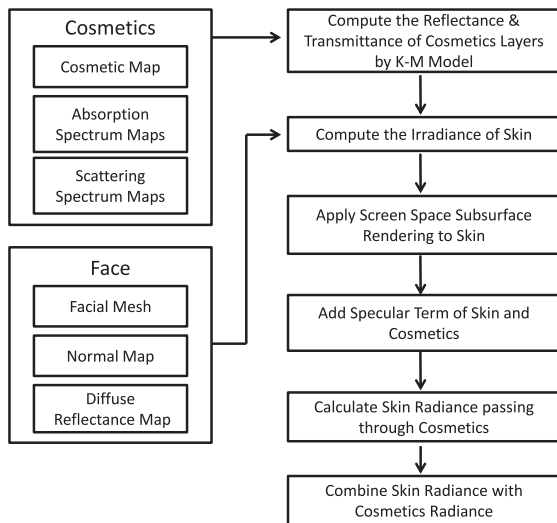 Cosmetics
Cosmetic Map
Absorption
Spectrum Maps
Scattering
Spectrum Maps
Face
Facial Mesh
Normal Map
Diffuse
Reflectance Map
Compute the Reflectance &
Transmittance of Cosmetics Layers
by K-M Model
Compute the Irradiance of Skin
Apply Screen Space Subsurface
Rendering to Skin
Add Specular Term of Skin and
Cosmetics
Calculate Skin Radiance passing
through Cosmetics
Combine Skin Radiance with
Cosmetics Radiance